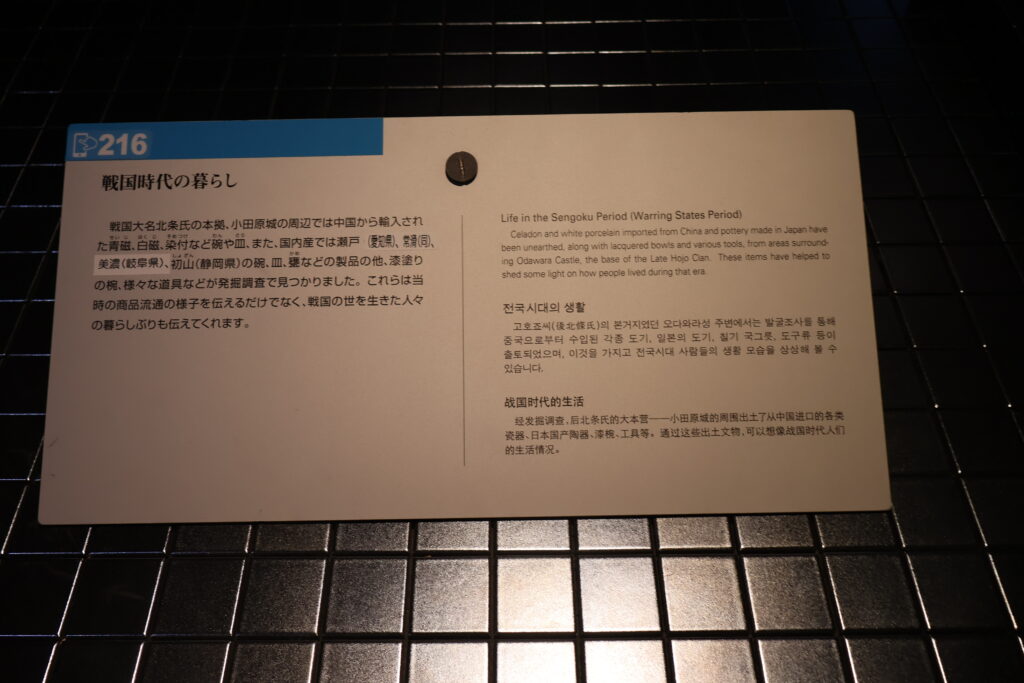 216
戦国時代の暮らし
戦国大名北条氏の本拠、小田原城の周辺では中国から輸入され
た青磁、白磁、染付など碗や皿、また、国内産では瀬戸(愛知県)、常滑(同)、
美濃(岐阜県)、初山(静岡県)の碗、皿、甕などの製品の他、漆塗り
の椀、様々な道具などが発掘調査で見つかりました。これらは当
時の商品流通の様子を伝えるだけでなく、戦国の世を生きた人々
の暮らしぶりも伝えてくれます。
Life in the Sengoku Period (Warring States Period)
Celadon and white porcelain imported from China and pottery made in Japan have
been unearthed, along with lacquered bowls and various tools, from areas surround-
ing Odawara Castle, the base of the Late Hojo Clan. These items have helped to
shed some light on how people lived during that era.
전국시대의 생활
고호죠씨(後北條氏)의 본거지였던 오다와라성 주변에서는 발굴조사를 통해
중국으로부터 수입된 각종 도기, 일본의 도기, 칠기 국그릇, 도구류 등이
출토되었으며, 이것을 가지고 전국시대 사람들의 생활 모습을 상상해 볼 수
있습니다.
战国时代的生活
经发掘调查，后北条氏的大本营——小田原城的周围出土了从中国进口的各类
瓷器、日本国产陶器、漆椀、工具等。通过这些出土文物，可以想像战国时代人们
的生活情况。